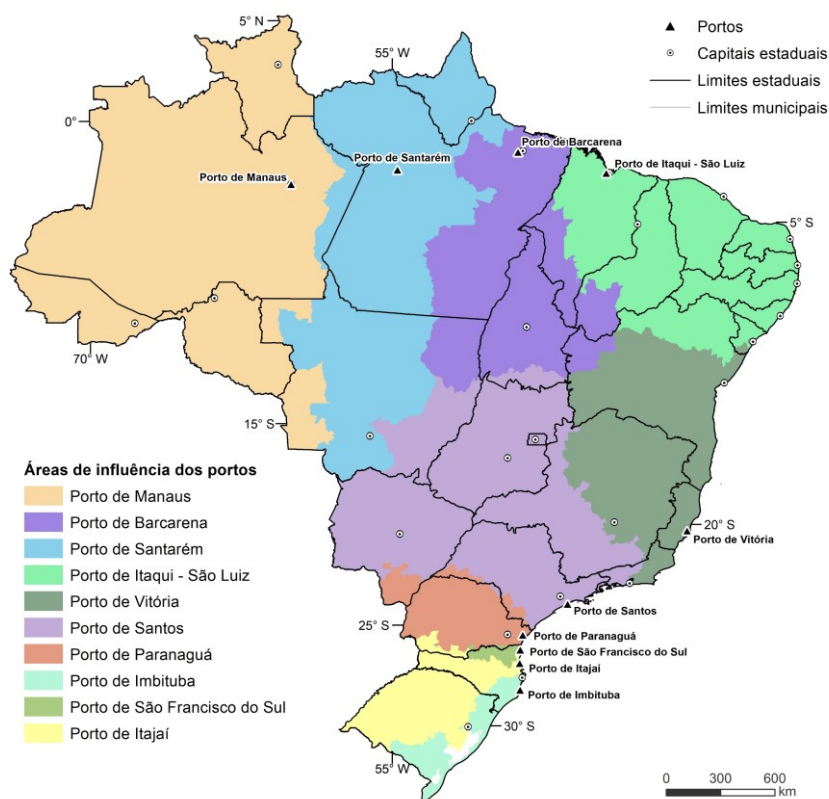 5° N
55° W
Portos
Capitais estaduais
Limites estaduais
Limites municipais
0°
Porto de Barcarena
Porto de Santarém
Porto de Itaqui - São Luiz
Porto de Manaus
5° S
70° W
15° S
Áreas de influência dos portos
Porto de Manaus
Porto de Barcarena
Porto de Santarém
Porto de Itaqui - São Luiz
Porto de Vitória
Porto de Santos
Porto de Paranaguá
Porto de Imbituba
Porto de São Francisco do Sul
Porto de Itajaí
20° S
Porto de Vitória
Porto de Santos
25° S
Porto de Paranaguá
Porto de São Francisco do Sul
Porto de Itajaí
Porto de Imbituba
30° S
55° W
0 300 600
km